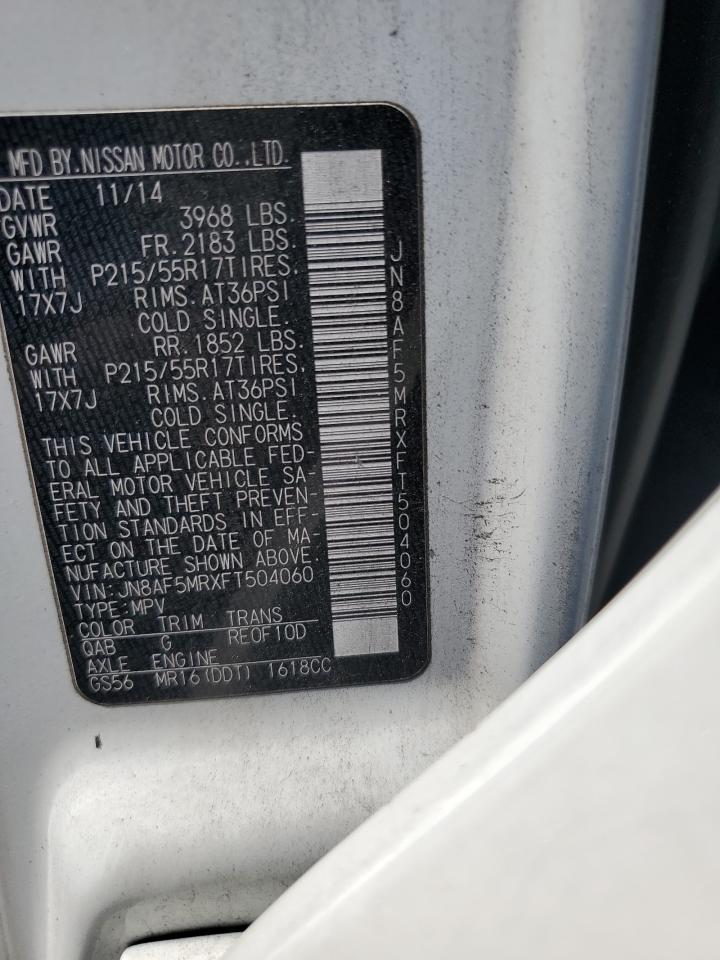 MFD BY.NISSAN MOTOR CO.,LTD.
DATE 11/14
GVWR 3968 LBS.
GAWR FR.2183 LBS.
WITH P215/55R17TIRES,
17X7J RIMS.AT36PSI
COLD SINGLE.
GAWR RR.1852 LBS.
WITH P215/55R17TIRES,
17X7J RIMS.AT36PSI
COLD SINGLE.
THIS VEHICLE CONFORMS
TO ALL APPLICABLE FED-
ERAL MOTOR VEHICLE SA-
FETY AND THEFT PREVEN-
TION STANDARDS IN EFF-
ECT ON THE DATE OF MA-
NUFACTURE SHOWN ABOVE.
VIN:JN8AF5MRXFT504060
TYPE:MPV
COLOR TRIM TRANS
QAB G RE0F10D
AXLE ENGINE
GS56 MR16(DDT) 1618CC
JN8AF5MRXFT504060